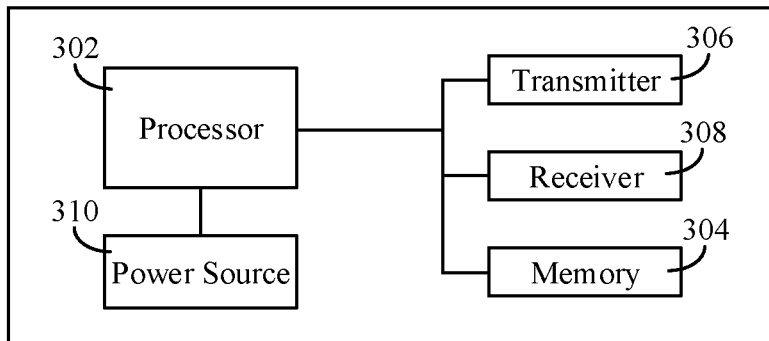 302
Processor
310
Power Source
306
Transmitter
308
Receiver
304
Memory